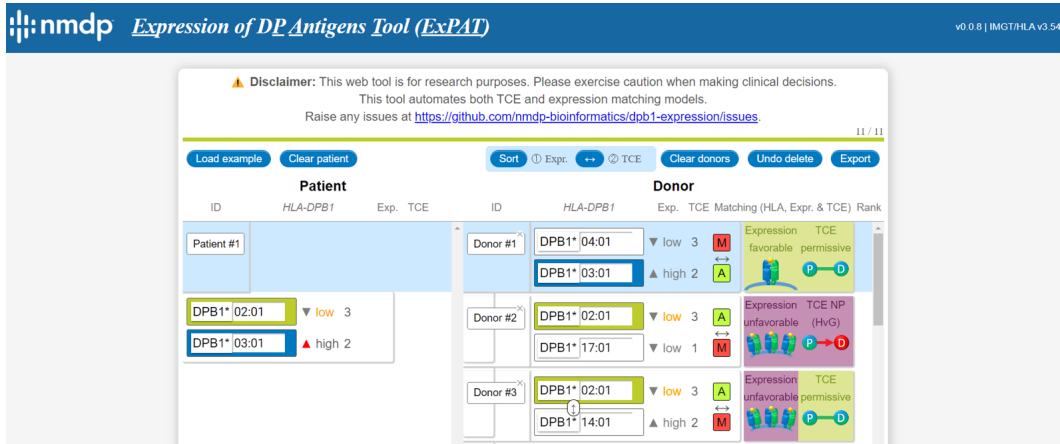 nmdp Expression of DP Antigens Tool (ExPAT) v0.0.8 | IMGT/HLA v3.54
⚠ Disclaimer: This web tool is for research purposes. Please exercise caution when making clinical decisions.
This tool automates both TCE and expression matching models.
Raise any issues at https://github.com/nmdp-bioinformatics/dpb1-expression/issues.
11 / 11
Load example Clear patient Sort ① Expr. ↔ ② TCE Clear donors Undo delete Export
Patient Donor
ID HLA-DPB1 Exp. TCE ID HLA-DPB1 Exp. TCE Matching (HLA, Expr. & TCE) Rank
Patient #1
Donor #1 ×
DPB1* 04:01 ▼ low 3 M
↔
DPB1* 03:01 ▲ high 2 A
Expression favorable
TCE permissive
P D
DPB1* 02:01 ▼ low 3
DPB1* 03:01 ▲ high 2
Donor #2 ×
DPB1* 02:01 ▼ low 3 A
↔
DPB1* 17:01 ▼ low 1 M
Expression unfavorable
TCE NP (HvG)
P D
Donor #3 ×
DPB1* 02:01 ▼ low 3 A
↔
DPB1* 14:01 ▲ high 2 M
Expression unfavorable
TCE permissive
P D